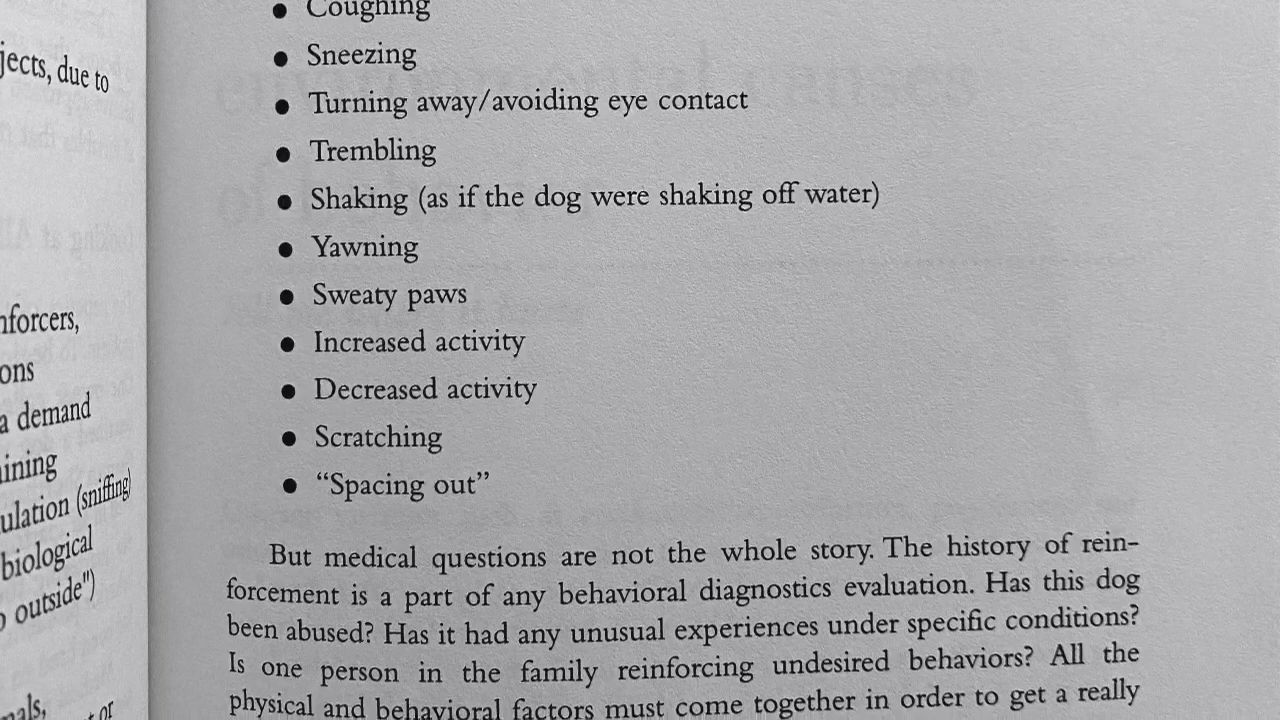 jects, due to
nforcers,
ons
a demand
ining
ulation (sniffing)
biological
outside")
nals,
or
• Coughing
• Sneezing
• Turning away/avoiding eye contact
• Trembling
• Shaking (as if the dog were shaking off water)
• Yawning
• Sweaty paws
• Increased activity
• Decreased activity
• Scratching
• “Spacing out”
But medical questions are not the whole story. The history of rein-
forcement is a part of any behavioral diagnostics evaluation. Has this dog
been abused? Has it had any unusual experiences under specific conditions?
Is one person in the family reinforcing undesired behaviors? All the
physical and behavioral factors must come together in order to get a really